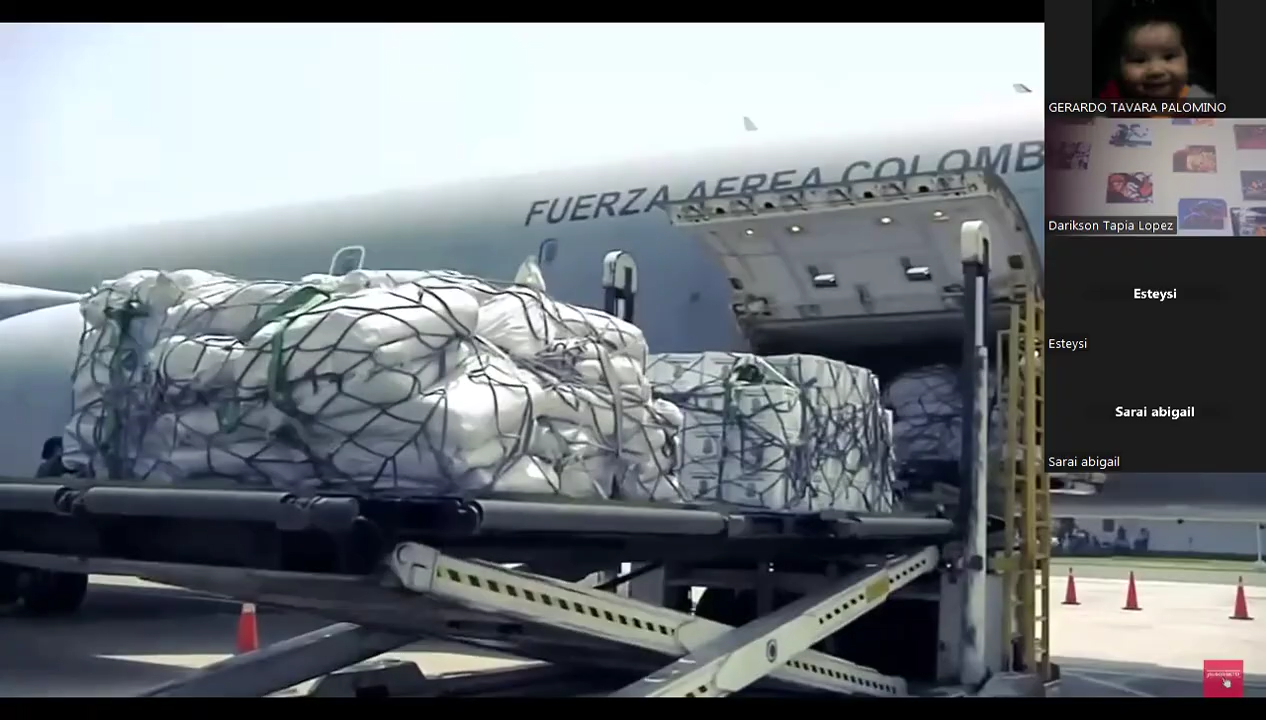 FUERZA AEREA COLOMB
GERARDO TAVARA PALOMINO
Darikson Tapia Lopez
Esteysi
Esteysi
Sarai abigail
Sarai abigail